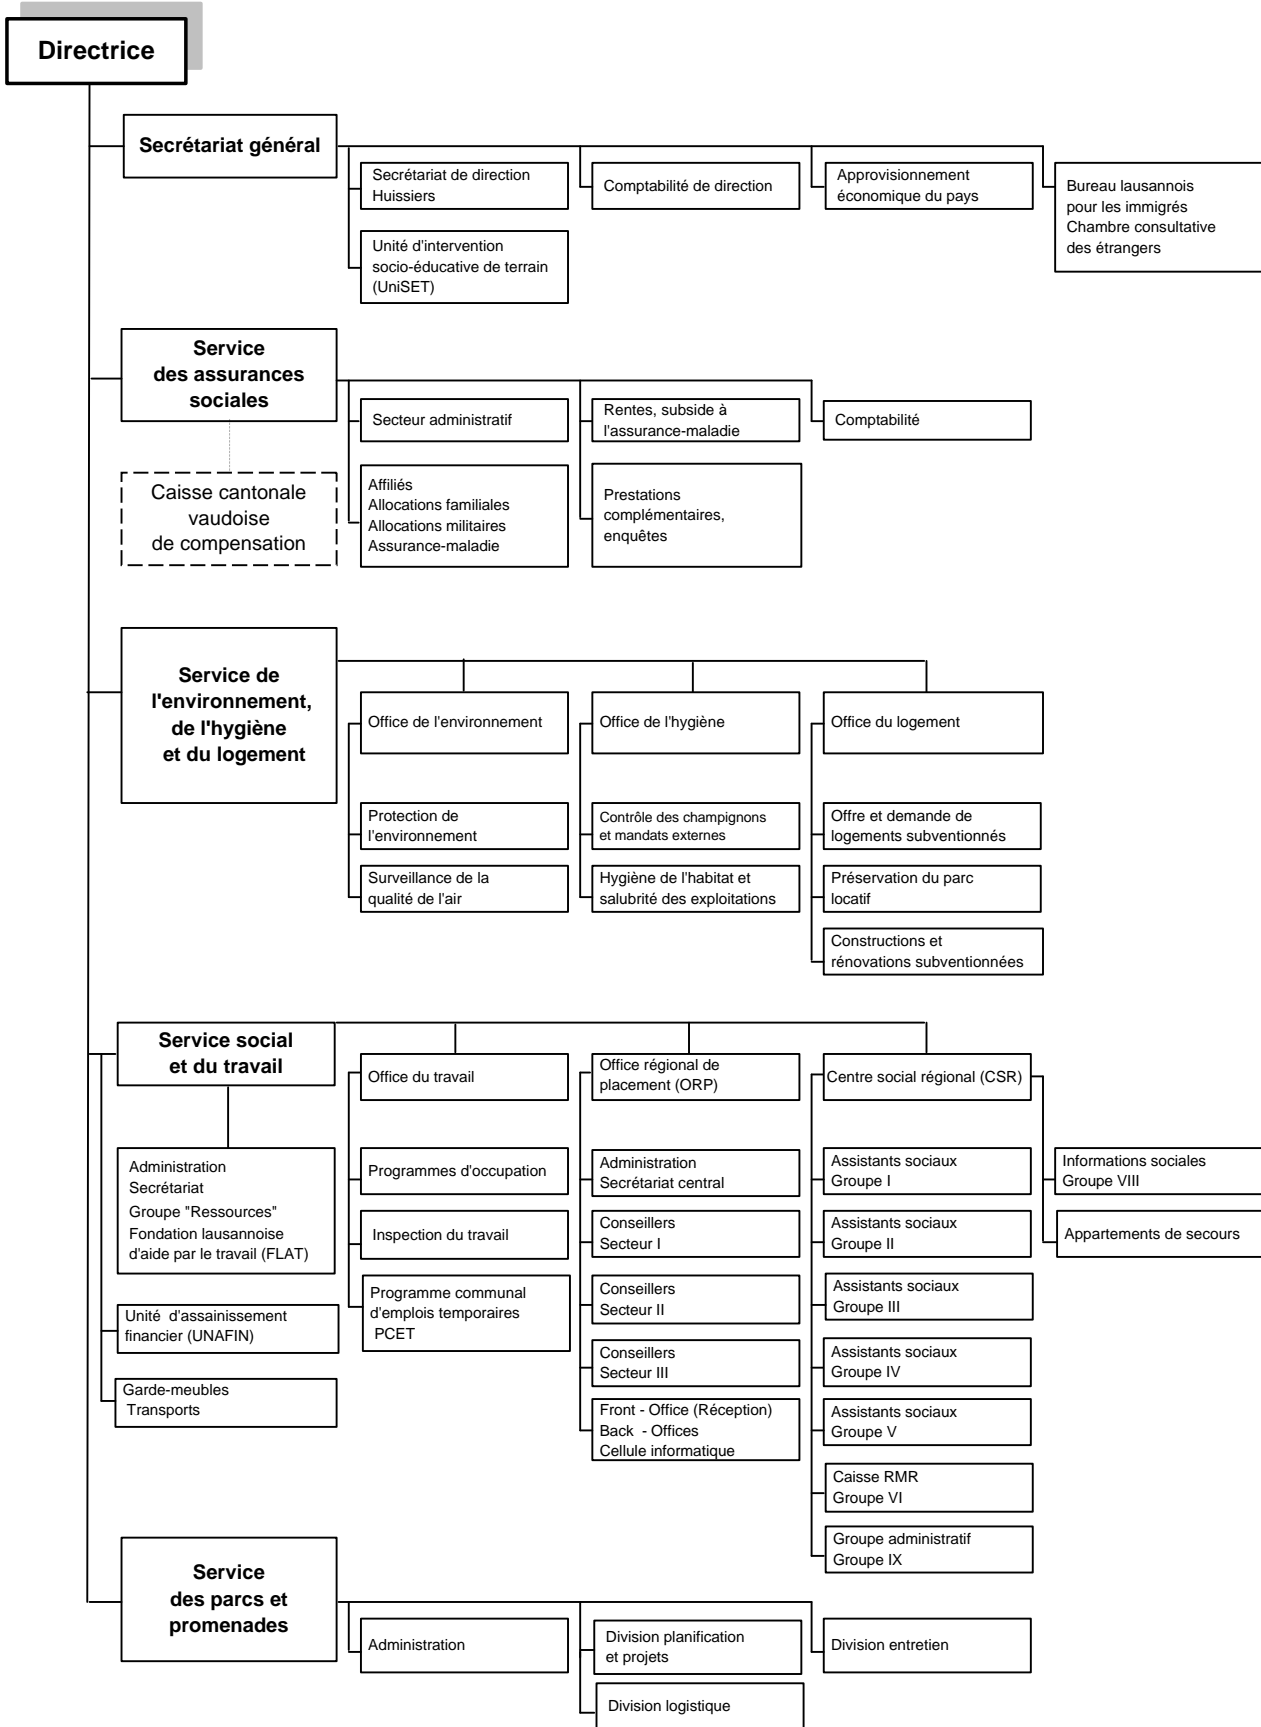 Directrice
Secrétariat général
Secrétariat de direction
Huissiers
Comptabilité de direction
Approvisionnement
économique du pays
Bureau lausannois
pour les immigrés
Chambre consultative
des étrangers
Unité d'intervention
socio-éducative de terrain
(UniSET)
Service
des assurances
sociales
Secteur administratif
Rentes, subside à
l'assurance-maladie
Comptabilité
Caisse cantonale
vaudoise
de compensation
Affiliés
Allocations familiales
Allocations militaires
Assurance-maladie
Prestations
complémentaires,
enquêtes
Service de
l'environnement,
de l'hygiène
et du logement
Office de l'environnement
Office de l'hygiène
Office du logement
Protection de
l'environnement
Contrôle des champignons
et mandats externes
Offre et demande de
logements subventionnés
Surveillance de la
qualité de l'air
Hygiène de l'habitat et
salubrité des exploitations
Préservation du parc
locatif
Constructions et
rénovations subventionnées
Service social
et du travail
Office du travail
Office régional de
placement (ORP)
Centre social régional (CSR)
Administration
Secrétariat
Groupe "Ressources"
Fondation lausannoise
d'aide par le travail (FLAT)
Programmes d'occupation
Administration
Secrétariat central
Assistants sociaux
Groupe I
Informations sociales
Groupe VIII
Inspection du travail
Conseillers
Secteur I
Assistants sociaux
Groupe II
Appartements de secours
Unité  d'assainissement
financier (UNAFIN)
Programme communal
d'emplois temporaires
PCET
Conseillers
Secteur II
Assistants sociaux
Groupe III
Garde-meubles
Transports
Conseillers
Secteur III
Assistants sociaux
Groupe IV
Front - Office (Réception)
Back  - Offices
Cellule informatique
Assistants sociaux
Groupe V
Caisse RMR
Groupe VI
Groupe administratif
Groupe IX
Service
des parcs et
promenades
Administration
Division planification
et projets
Division entretien
Division logistique